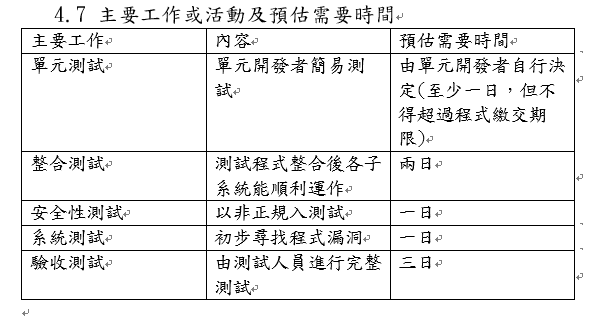 4.7 主要工作或活動及預估需要時間
主要工作 內容 預估需要時間
單元測試 單元開發者簡易測試 由單元開發者自行決定(至少一日，但不得超過程式繳交期限)
整合測試 測試程式整合後各子系統能順利運作 兩日
安全性測試 以非正規入測試 一日
系統測試 初步尋找程式漏洞 一日
驗收測試 由測試人員進行完整測試 三日